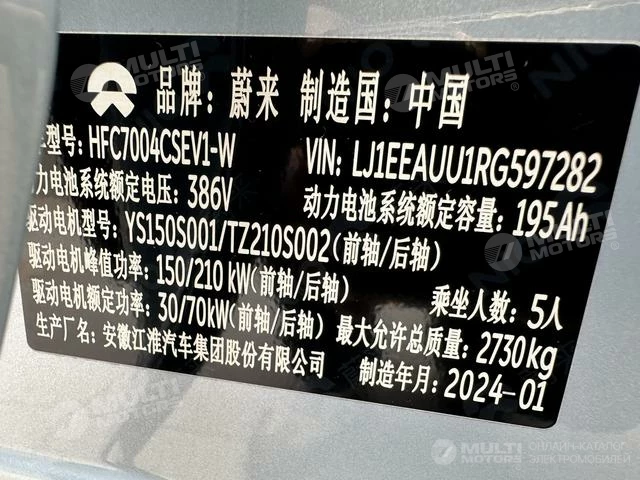 品牌: 蔚来 制造国: 中国
型号: HFC7004CSEV1-W VIN: LJ1EEAUU1RG597282
力电池系统额定电压: 386V 动力电池系统额定容量: 195Ah
驱动电机型号: YS150S001/TZ210S002(前轴/后轴)
驱动电机峰值功率: 150/210kW(前轴/后轴) 乘坐人数: 5人
驱动电机额定功率: 30/70kW(前轴/后轴) 最大允许总质量: 2730kg
生产厂名: 安徽江淮汽车集团股份有限公司 制造年月: 2024-01
MULTI MOTORS
ОНЛАЙН-КАТАЛОГ
ЭЛЕКТРОМОБИЛЕЙ